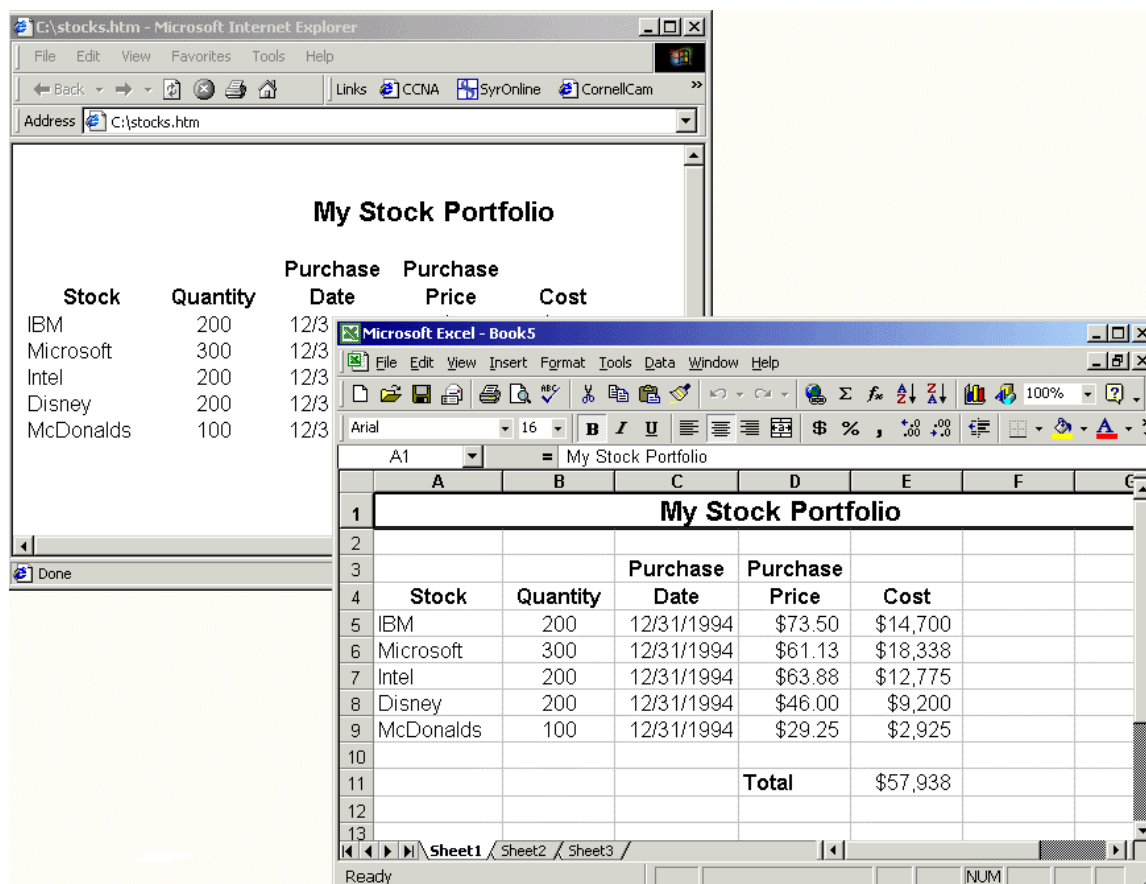 C:\stocks.htm - Microsoft Internet Explorer
File Edit View Favorites Tools Help
Back Links CCNA SyrOnline CornellCam »
Address C:\stocks.htm
My Stock Portfolio
Purchase Purchase
Stock Quantity Date Price Cost
IBM 200 12/3
Microsoft 300 12/3
Intel 200 12/3
Disney 200 12/3
McDonalds 100 12/3
Done
Microsoft Excel - Book5
File Edit View Insert Format Tools Data Window Help
100%
Arial 16 B I U $ % ,
A1 = My Stock Portfolio
A B C D E F G
1 My Stock Portfolio
2
3 Purchase Purchase
4 Stock Quantity Date Price Cost
5 IBM 200 12/31/1994 $73.50 $14,700
6 Microsoft 300 12/31/1994 $61.13 $18,338
7 Intel 200 12/31/1994 $63.88 $12,775
8 Disney 200 12/31/1994 $46.00 $9,200
9 McDonalds 100 12/31/1994 $29.25 $2,925
10
11 Total $57,938
12
13
Sheet1 Sheet2 Sheet3
Ready NUM